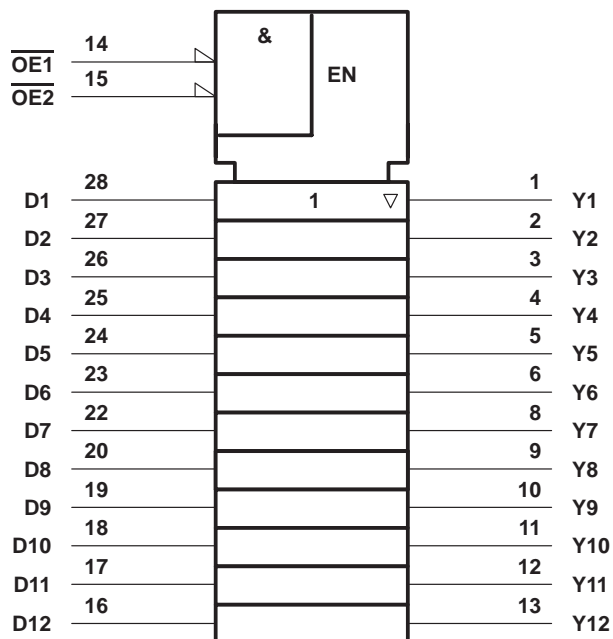 &
EN
OE1 14
OE2 15
D1 28 1 ▽ 1 Y1
D2 27 2 Y2
D3 26 3 Y3
D4 25 4 Y4
D5 24 5 Y5
D6 23 6 Y6
D7 22 8 Y7
D8 20 9 Y8
D9 19 10 Y9
D10 18 11 Y10
D11 17 12 Y11
D12 16 13 Y12